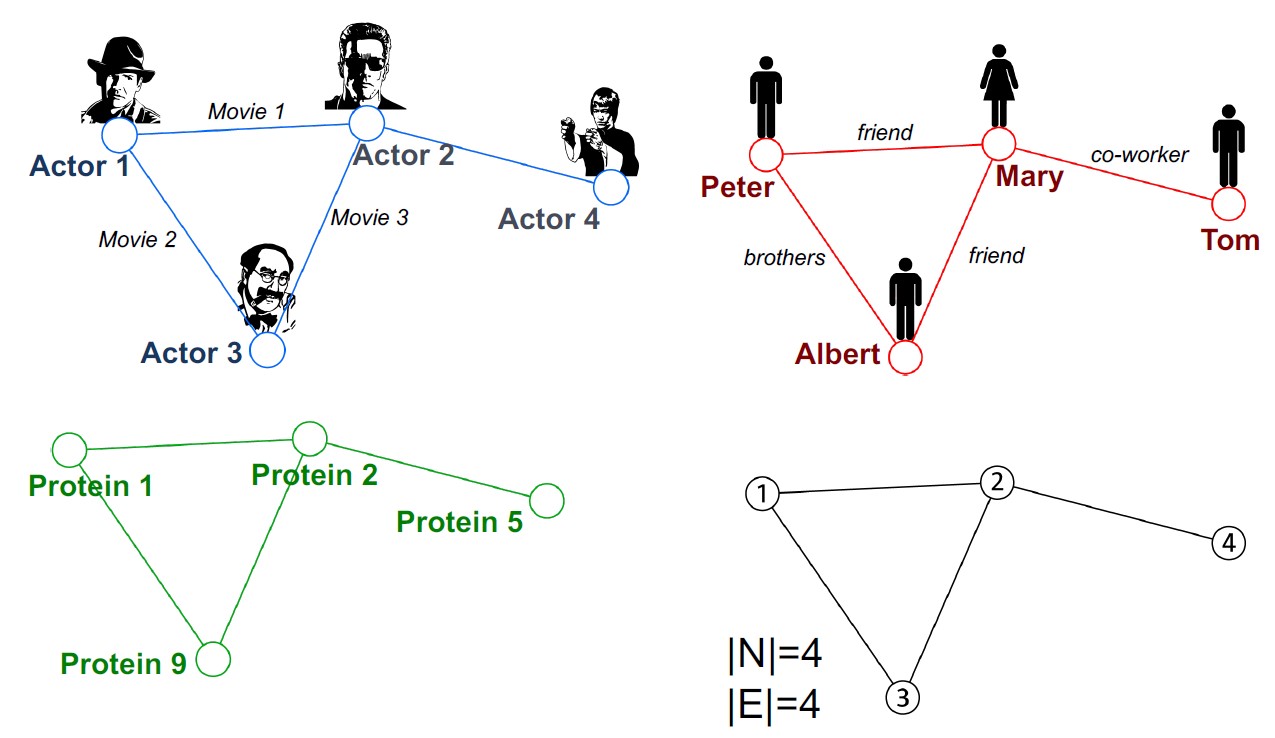 Movie 1
Actor 1
Actor 2
Movie 2
Movie 3
Actor 4
Actor 3
friend
Peter
Mary
co-worker
Tom
brothers
friend
Albert
Protein 1
Protein 2
Protein 5
Protein 9
1
2
4
3
|N|=4
|E|=4